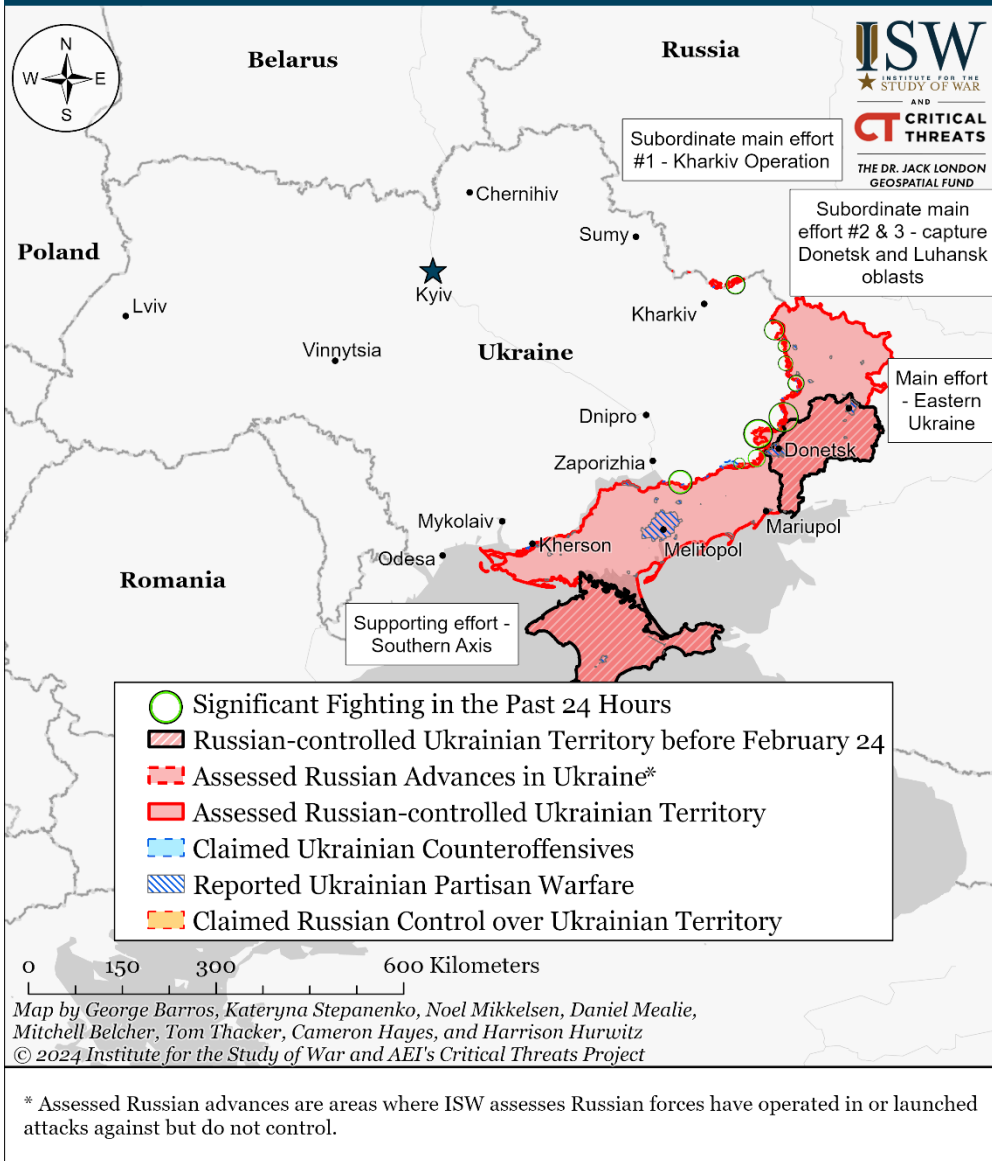 N
W
E
S
Belarus
Russia
ISW
INSTITUTE FOR THE
STUDY OF WAR
AND
CT CRITICAL
THREATS
THE DR. JACK LONDON
GEOSPATIAL FUND
Subordinate main effort
#1 - Kharkiv Operation
Subordinate main
effort #2 & 3 - capture
Donetsk and Luhansk
oblasts
Chernihiv
Sumy
Poland
Kyiv
Lviv
Kharkiv
Vinnytsia
Ukraine
Main effort
- Eastern
Ukraine
Dnipro
Donetsk
Zaporizhia
Mykolaiv
Mariupol
Kherson
Melitopol
Odesa
Romania
Supporting effort -
Southern Axis
Significant Fighting in the Past 24 Hours
Russian-controlled Ukrainian Territory before February 24
Assessed Russian Advances in Ukraine*
Assessed Russian-controlled Ukrainian Territory
Claimed Ukrainian Counteroffensives
Reported Ukrainian Partisan Warfare
Claimed Russian Control over Ukrainian Territory
0 150 300 600 Kilometers
Map by George Barros, Kateryna Stepanenko, Noel Mikkelsen, Daniel Mealie,
Mitchell Belcher, Tom Thacker, Cameron Hayes, and Harrison Hurwitz
© 2024 Institute for the Study of War and AEI's Critical Threats Project
* Assessed Russian advances are areas where ISW assesses Russian forces have operated in or launched
attacks against but do not control.